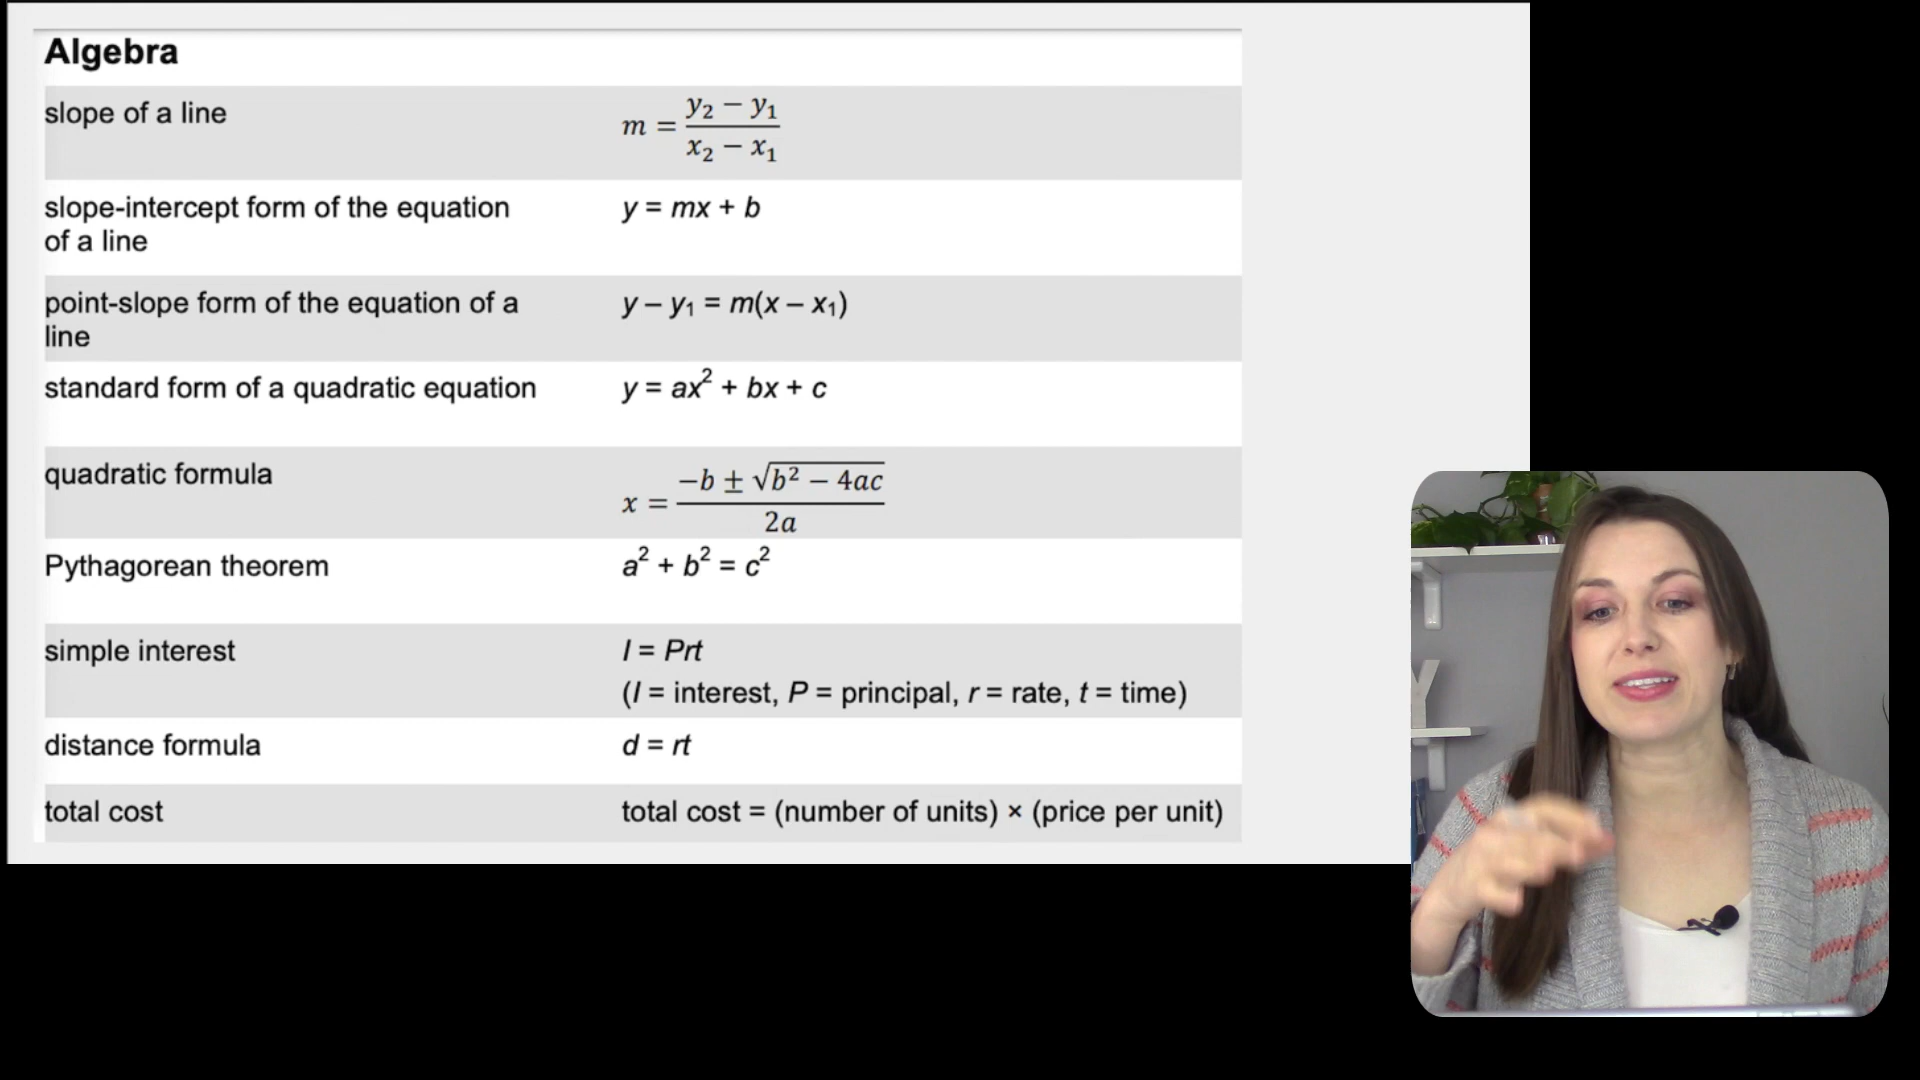 Algebra
slope of a line
m = \frac{y₂ − y₁}{x₂ − x₁}
slope-intercept form of the equation
of a line
y = mx + b
point-slope form of the equation of a
line
y – y₁ = m(x – x₁)
standard form of a quadratic equation
y = ax² + bx + c
quadratic formula
x = \frac{−b ± √(b² − 4ac)}{2a}
Pythagorean theorem
a² + b² = c²
simple interest
I = Prt
(I = interest, P = principal, r = rate, t = time)
distance formula
d = rt
total cost
total cost = (number of units) × (price per unit)
Y